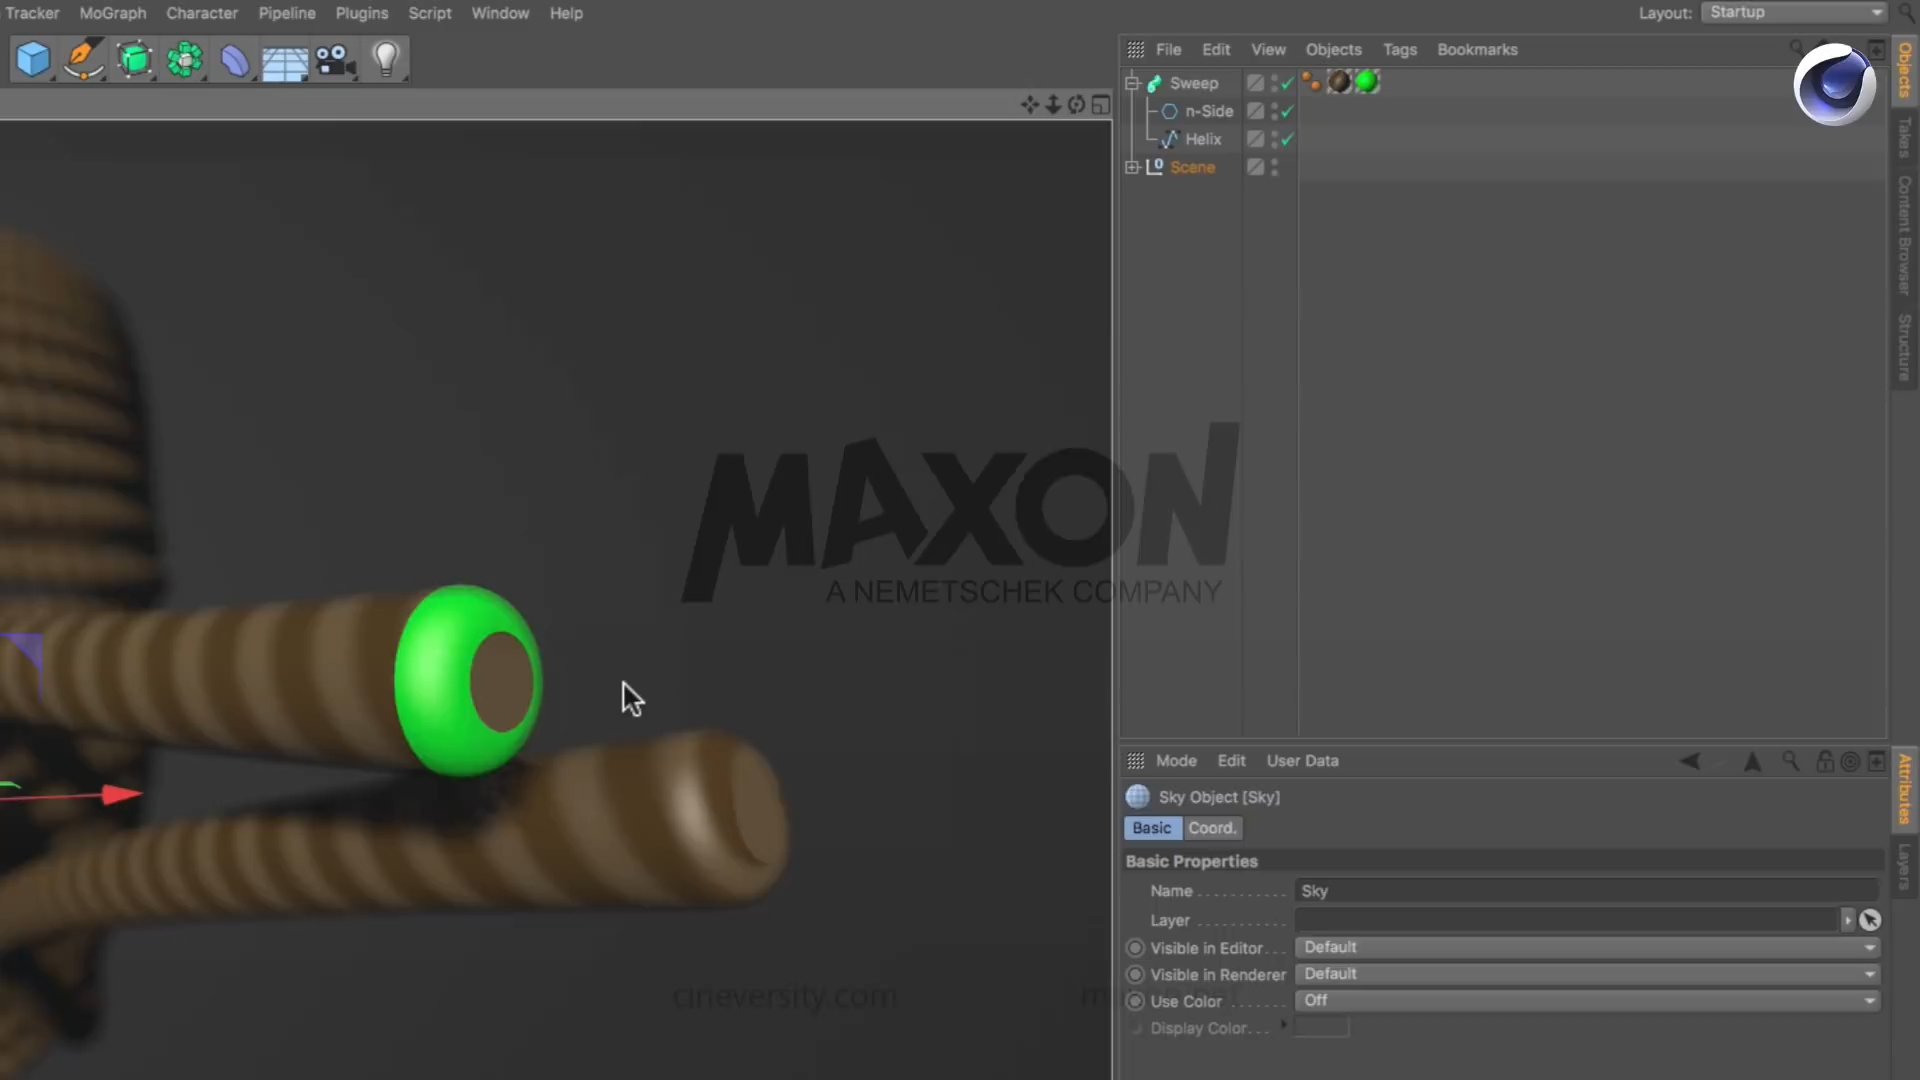 Tracker MoGraph Character Pipeline Plugins Script Window Help
Layout: Startup
File Edit View Objects Tags Bookmarks
Sweep
n-Side
Helix
Scene
Objects
Takes
Content Browser
Structure
MAXON
A NEMETSCHEK COMPANY
cineversity.com
Mode Edit User Data
Sky Object [Sky]
Basic Coord.
Basic Properties
Name Sky
Layer
Visible in Editor Default
Visible in Renderer Default
Use Color Off
Display Color
Attributes
Layers